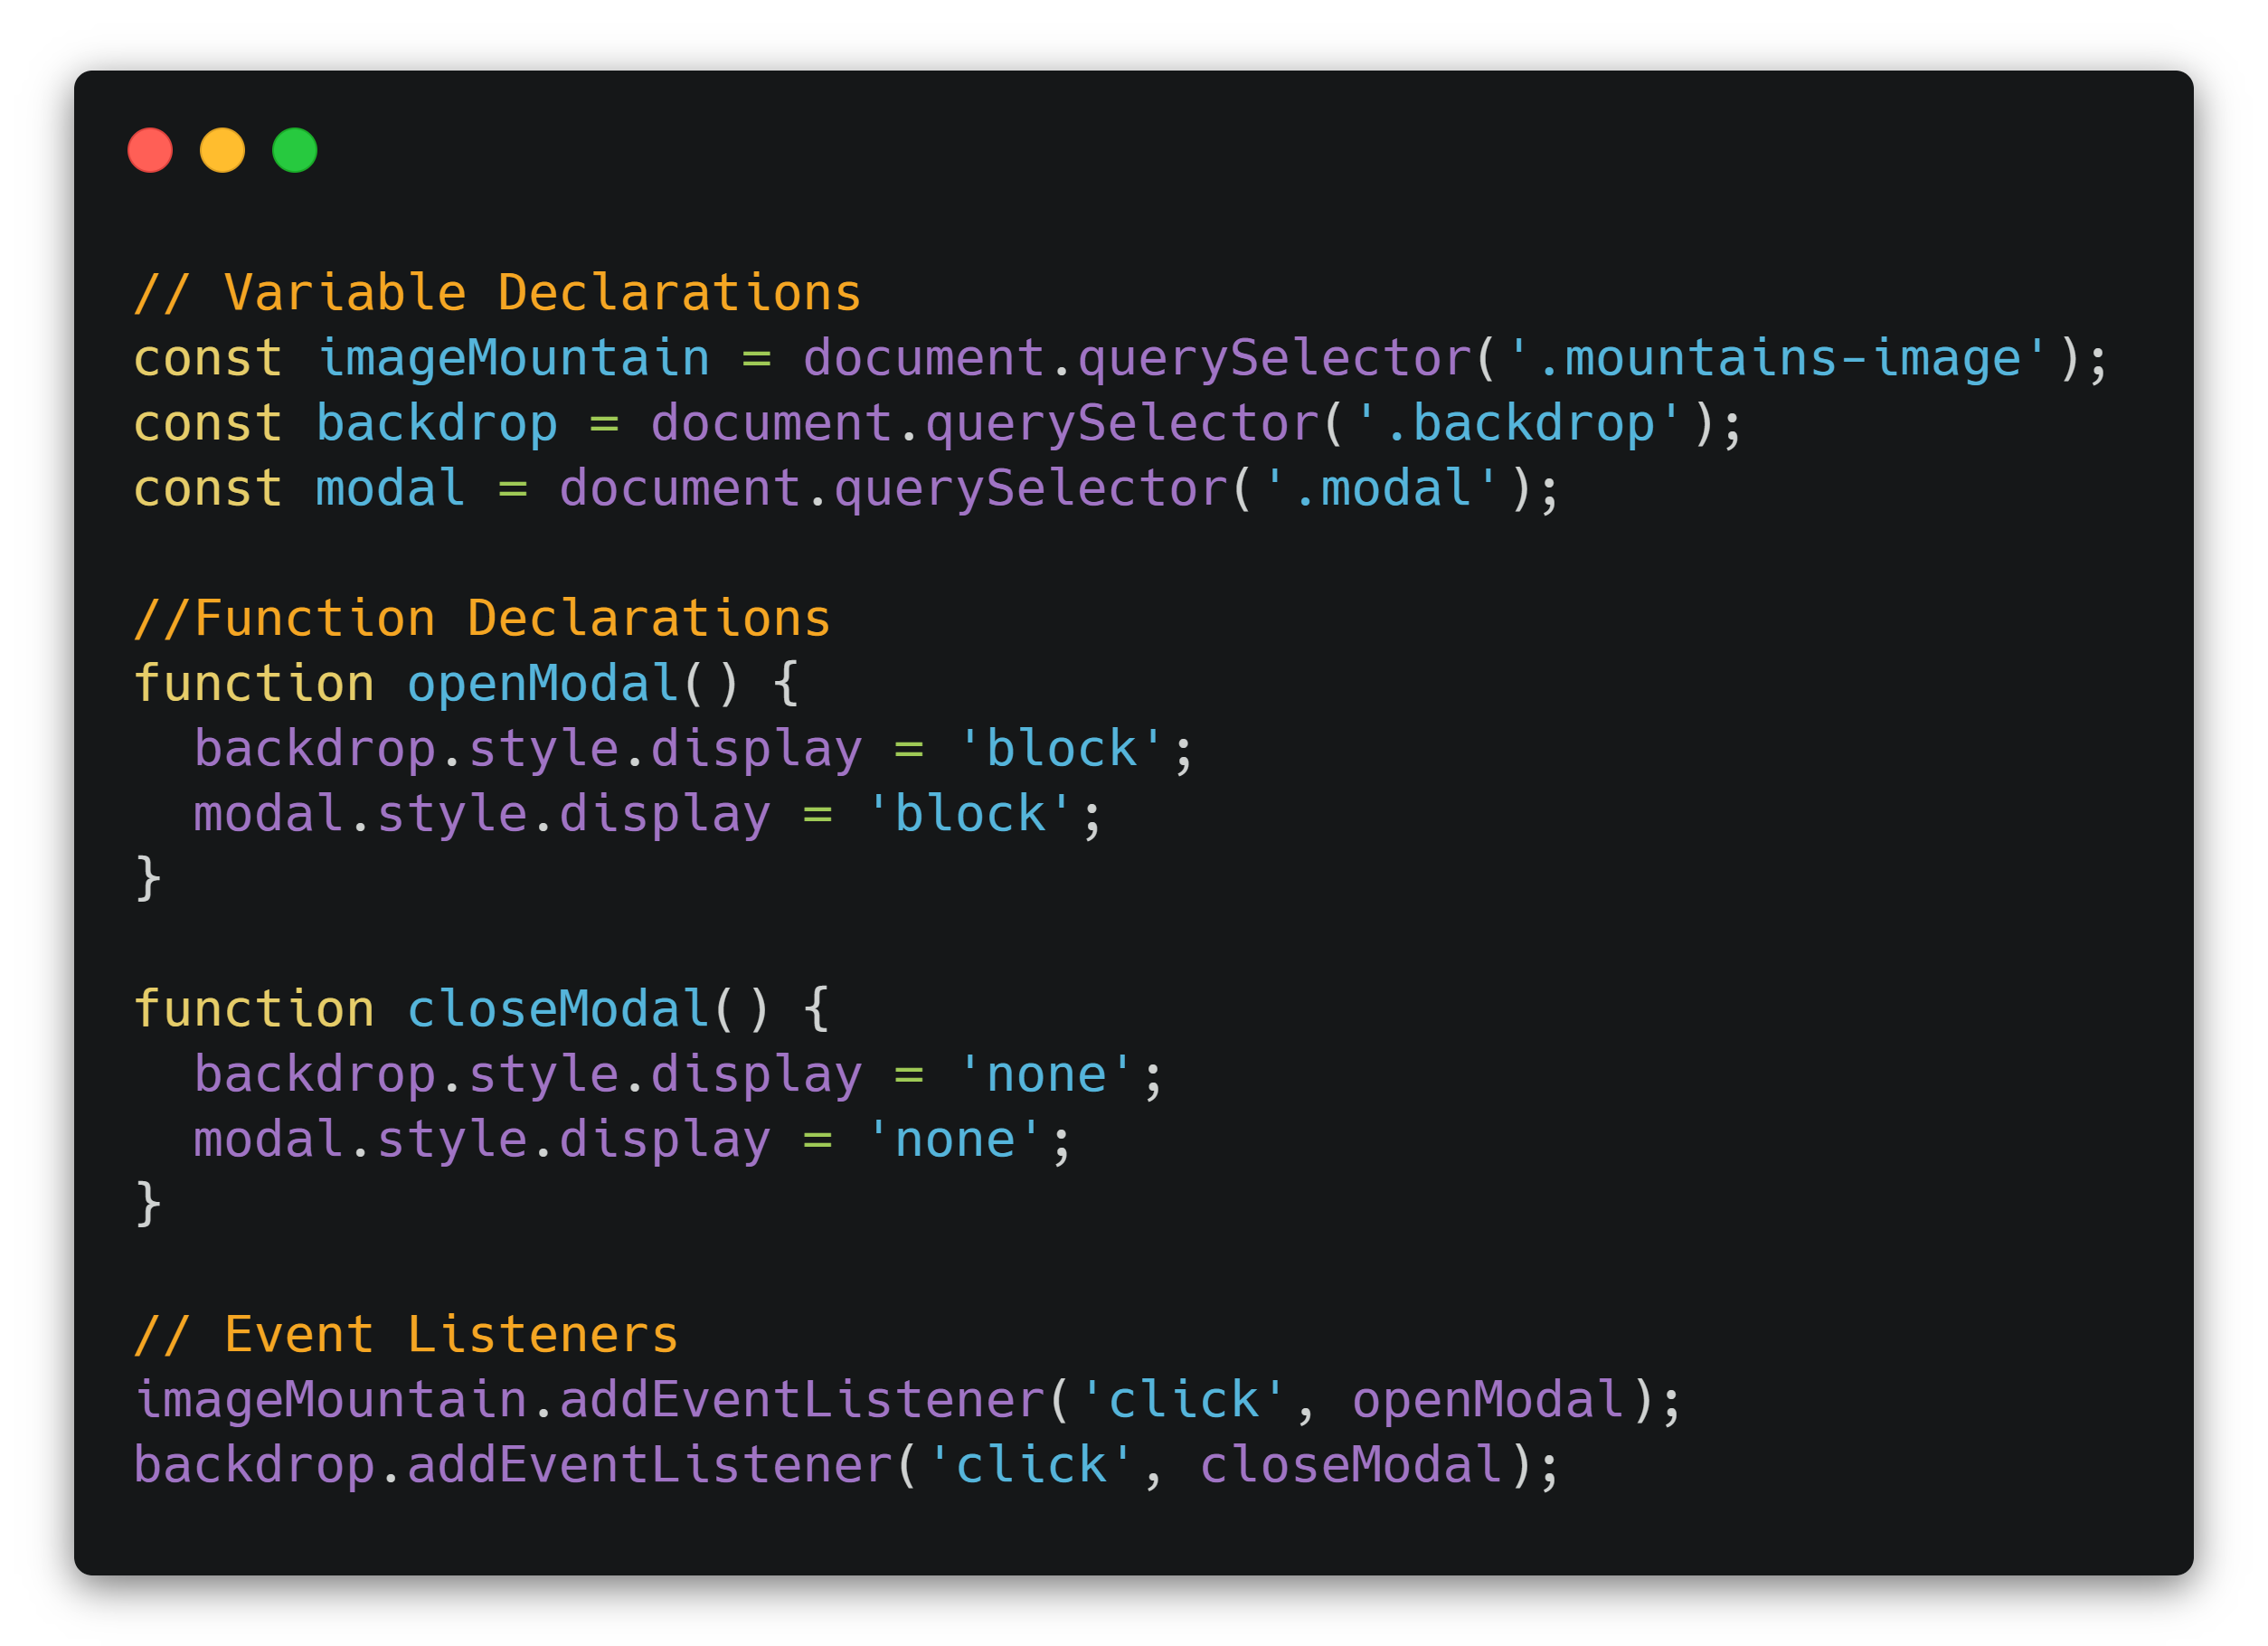 // Variable Declarations
const imageMountain = document.querySelector('.mountains-image');
const backdrop = document.querySelector('.backdrop');
const modal = document.querySelector('.modal');

//Function Declarations
function openModal() {
  backdrop.style.display = 'block';
  modal.style.display = 'block';
}

function closeModal() {
  backdrop.style.display = 'none';
  modal.style.display = 'none';
}

// Event Listeners
imageMountain.addEventListener('click', openModal);
backdrop.addEventListener('click', closeModal);